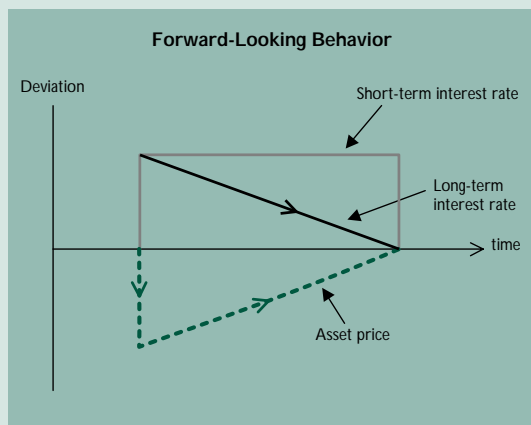 Forward-Looking Behavior
Deviation
Short-term interest rate
Long-term
interest rate
time
Asset price